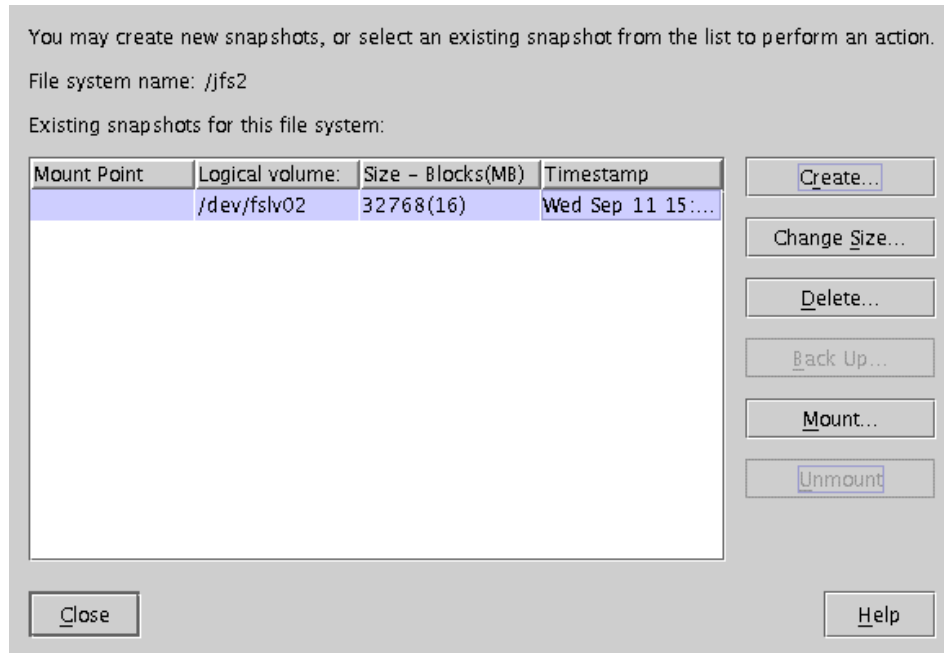 You may create new snapshots, or select an existing snapshot from the list to perform an action.
File system name: /jfs2
Existing snapshots for this file system:
Mount Point Logical volume: Size – Blocks(MB) Timestamp
/dev/fslv02 32768(16) Wed Sep 11 15:...
Create...
Change Size...
Delete...
Back Up...
Mount...
Unmount
Close Help